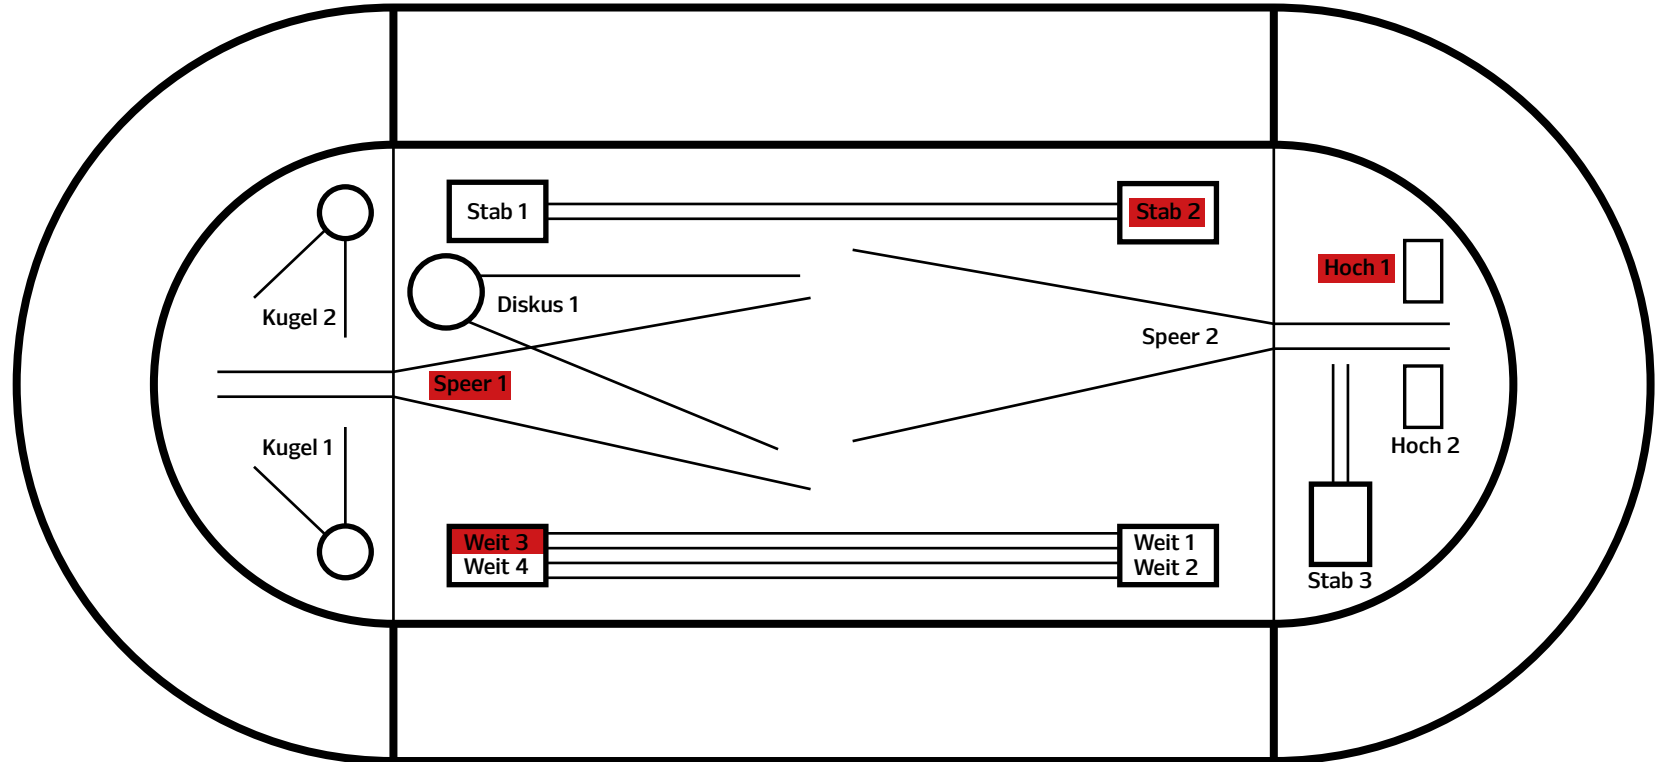 Stab 1
Stab 2
Hoch 1
Kugel 2
Diskus 1
Speer 2
Speer 1
Kugel 1
Hoch 2
Weit 3
Weit 4
Weit 1
Weit 2
Stab 3